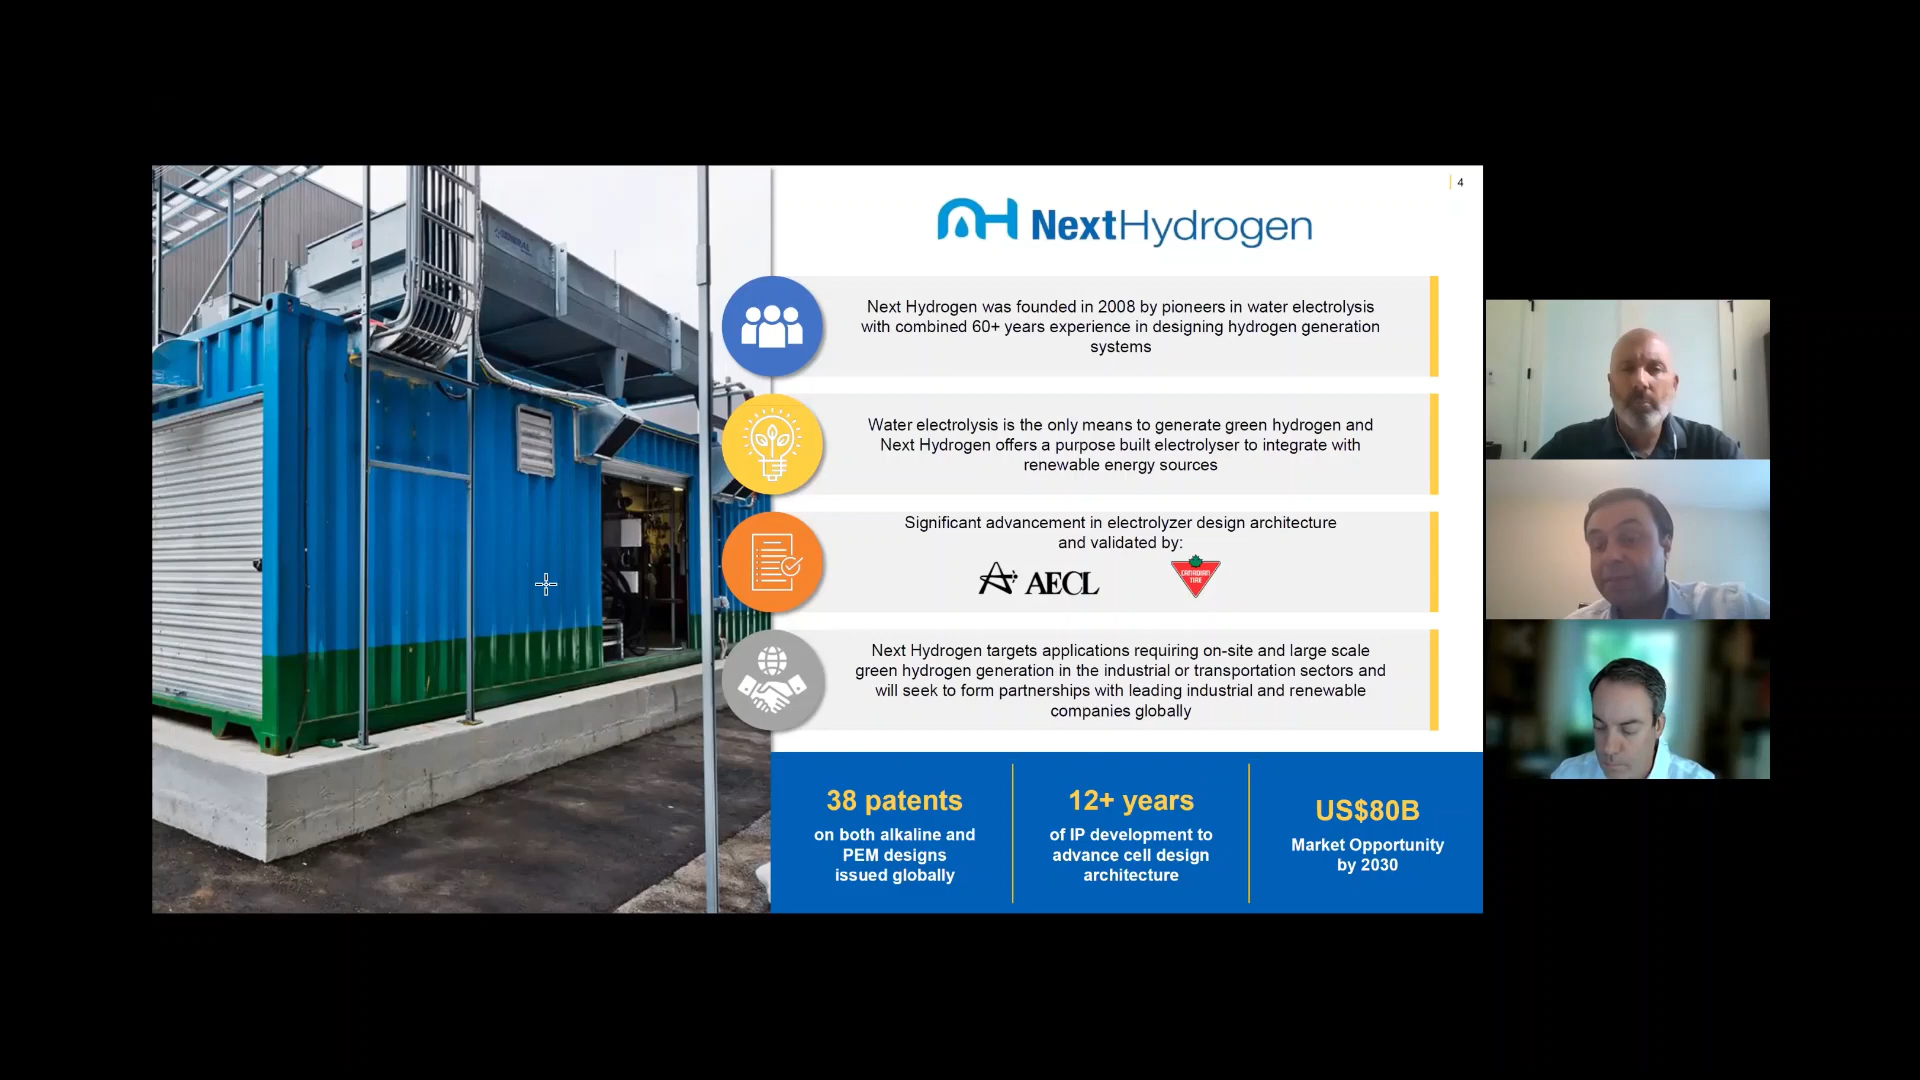 4
NextHydrogen
Next Hydrogen was founded in 2008 by pioneers in water electrolysis
with combined 60+ years experience in designing hydrogen generation
systems
Water electrolysis is the only means to generate green hydrogen and
Next Hydrogen offers a purpose built electrolyser to integrate with
renewable energy sources
Significant advancement in electrolyzer design architecture
and validated by:
AECL
CANADIAN
TIRE
Next Hydrogen targets applications requiring on-site and large scale
green hydrogen generation in the industrial or transportation sectors and
will seek to form partnerships with leading industrial and renewable
companies globally
38 patents
on both alkaline and
PEM designs
issued globally
12+ years
of IP development to
advance cell design
architecture
US$80B
Market Opportunity
by 2030
GENERAL